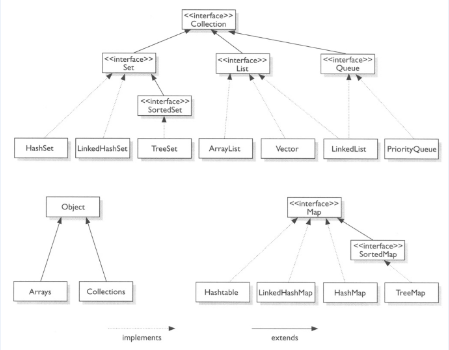 <<interface>>
Collection
<<interface>>
Set
<<interface>>
List
<<interface>>
Queue
<<interface>>
SortedSet
HashSet
LinkedHashSet
TreeSet
ArrayList
Vector
LinkedList
PriorityQueue
Object
<<interface>>
Map
<<interface>>
SortedMap
Arrays
Collections
Hashtable
LinkedHashMap
HashMap
TreeMap
implements
extends